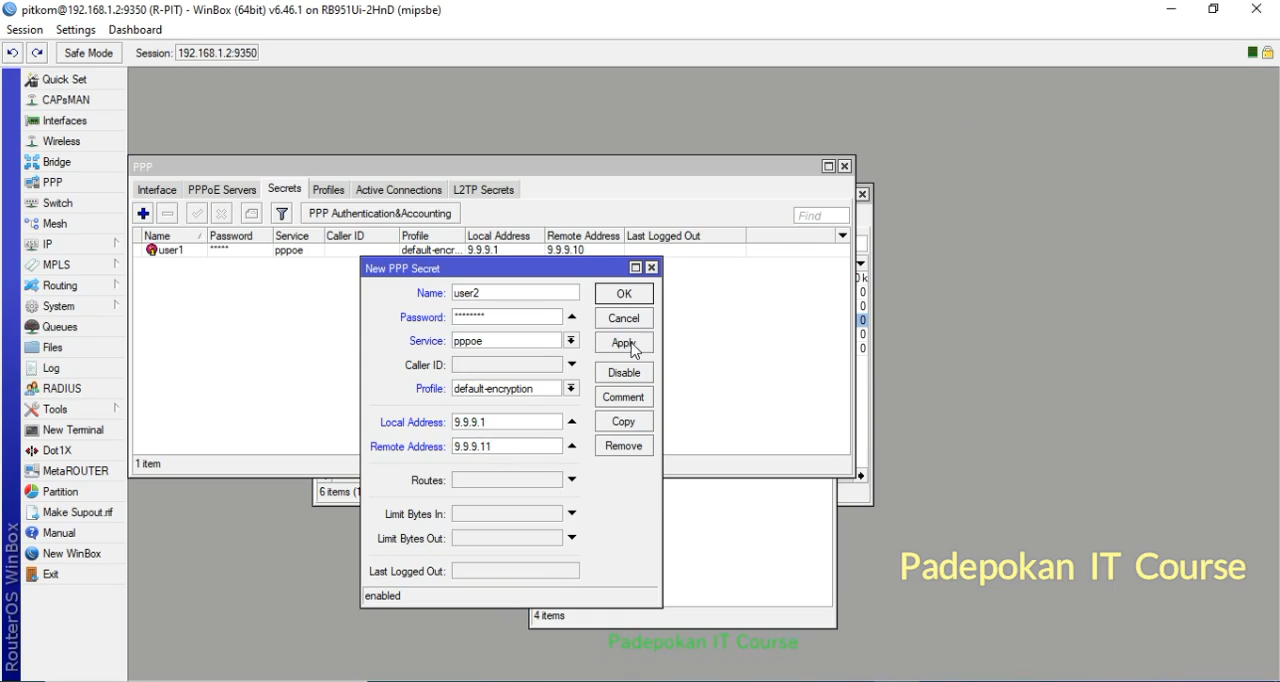 pitkom@192.168.1.2:9350 (R-PIT) - WinBox (64bit) v6.46.1 on RB951Ui-2HnD (mipsbe)
Session Settings Dashboard
Safe Mode Session: 192.168.1.2:9350
Quick Set
CAPsMAN
Interfaces
Wireless
Bridge
PPP
Switch
Mesh
IP
MPLS
Routing
System
Queues
Files
Log
RADIUS
Tools
New Terminal
Dot1X
MetaROUTER
Partition
Make Supout.rif
Manual
New WinBox
Exit
RouterOS WinBox
PPP
Interface PPPoE Servers Secrets Profiles Active Connections L2TP Secrets
PPP Authentication&Accounting Find
Name / Password Service Caller ID Profile Local Address Remote Address Last Logged Out
user1 ***** pppoe default-encr... 9.9.9.1 9.9.9.10
1 item
New PPP Secret
Name: user2 OK
Password: ******** Cancel
Service: pppoe Apply
Caller ID: Disable
Profile: default-encryption Comment
Local Address: 9.9.9.1 Copy
Remote Address: 9.9.9.11 Remove
Routes:
Limit Bytes In:
Limit Bytes Out:
Last Logged Out:
enabled
0
0
0
0
0
6 items (1
4 items
Padepokan IT Course
Padepokan IT Course